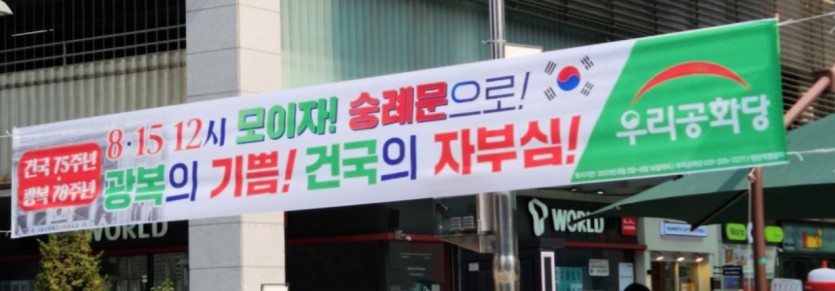 건국 75주년
광복 78주년
8·15 12시 모이자! 숭례문으로!
광복의 기쁨! 건국의 자부심!
우리공화당
WORLD
T WORLD